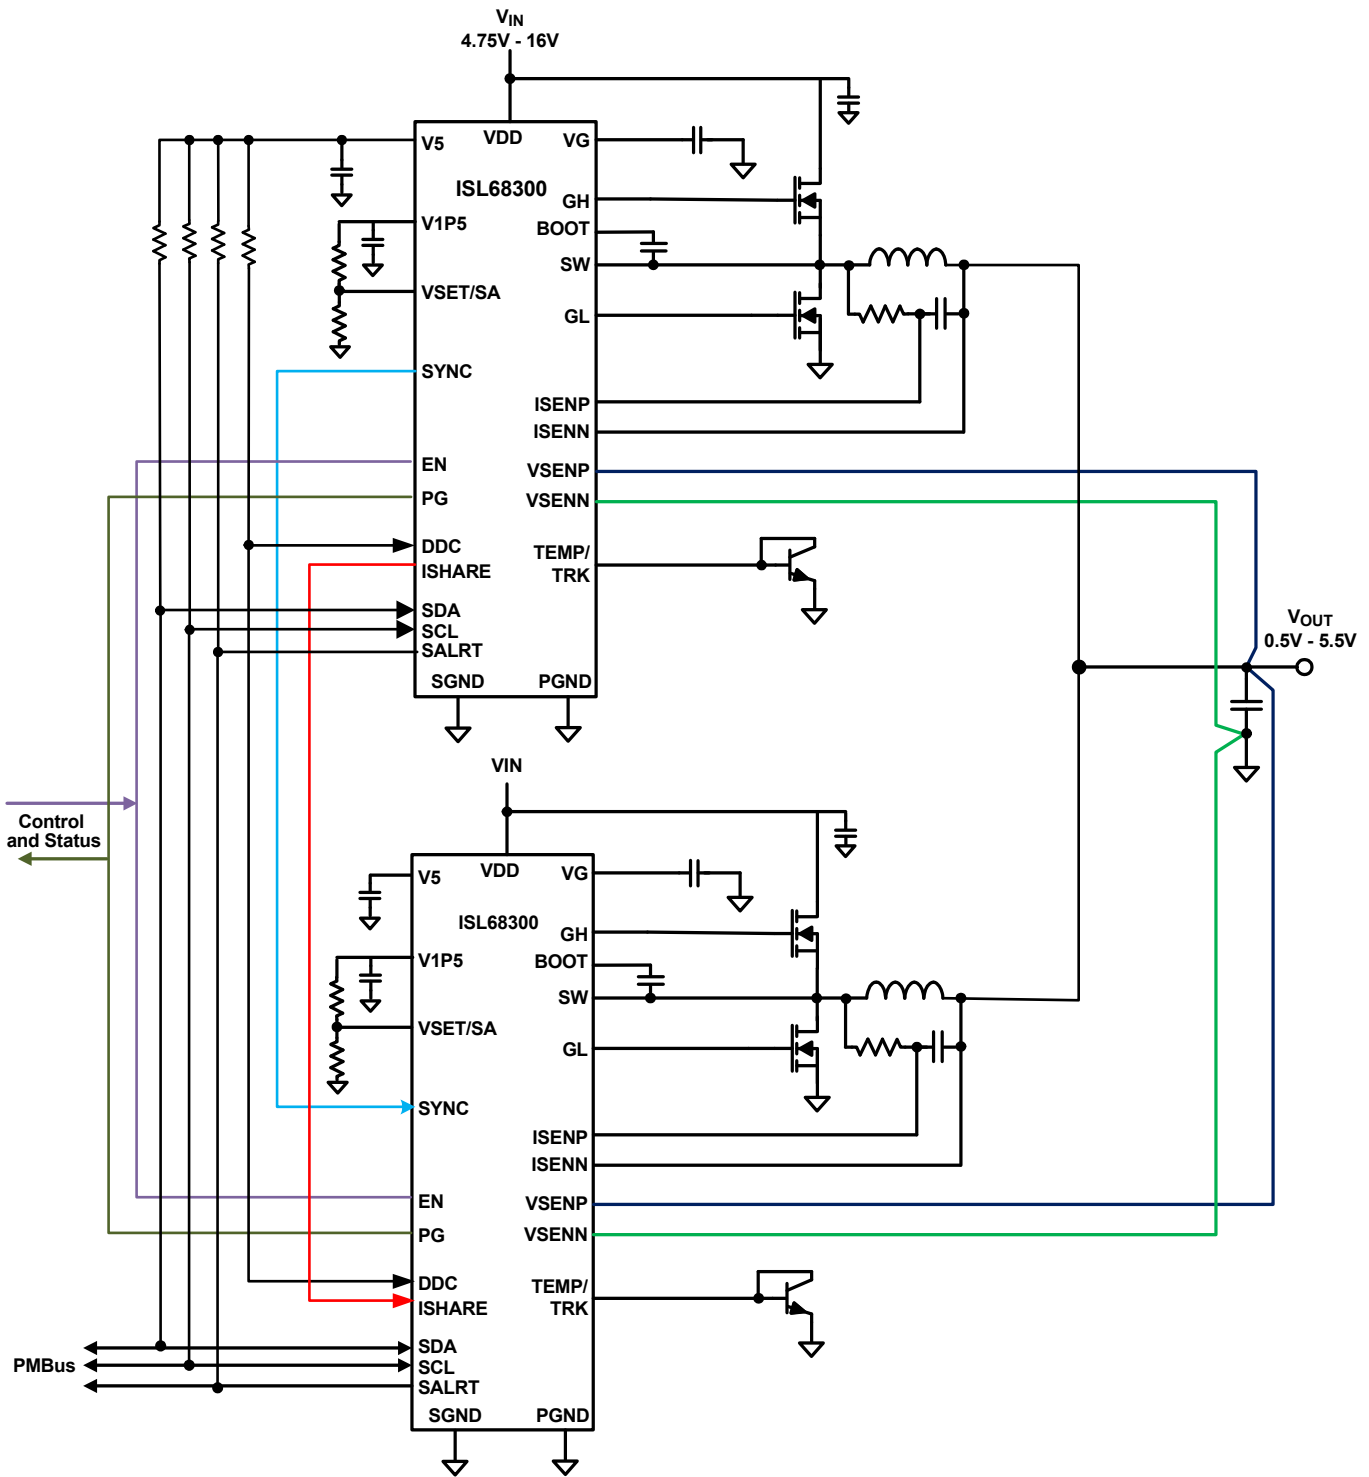 VIN
4.75V - 16V
V5
VDD
VG
ISL68300
GH
V1P5
BOOT
SW
VSET/SA
GL
SYNC
ISENP
ISENN
EN
VSENP
PG
VSENN
DDC
TEMP/
TRK
ISHARE
SDA
SCL
SALRT
SGND
PGND
VOUT
0.5V - 5.5V
VIN
Control
and Status
V5
VDD
VG
ISL68300
GH
V1P5
BOOT
SW
VSET/SA
GL
SYNC
ISENP
ISENN
EN
VSENP
PG
VSENN
DDC
TEMP/
TRK
ISHARE
SDA
PMBus
SCL
SALRT
SGND
PGND